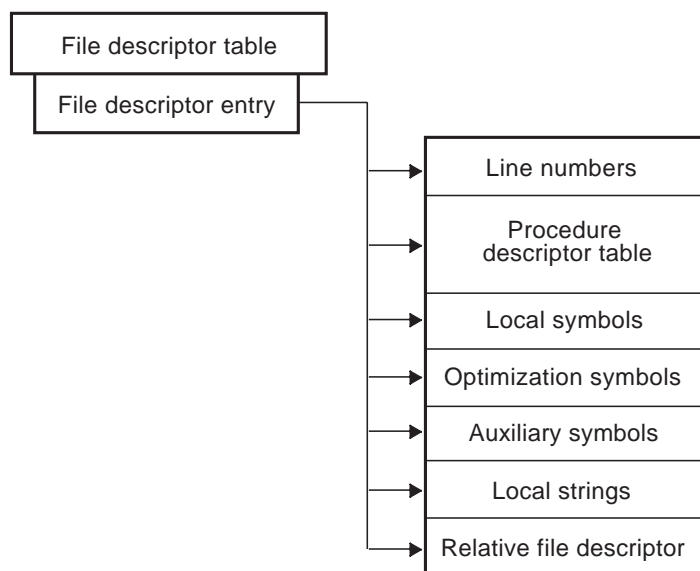 File descriptor table
File descriptor entry
Line numbers
Procedure
descriptor table
Local symbols
Optimization symbols
Auxiliary symbols
Local strings
Relative file descriptor